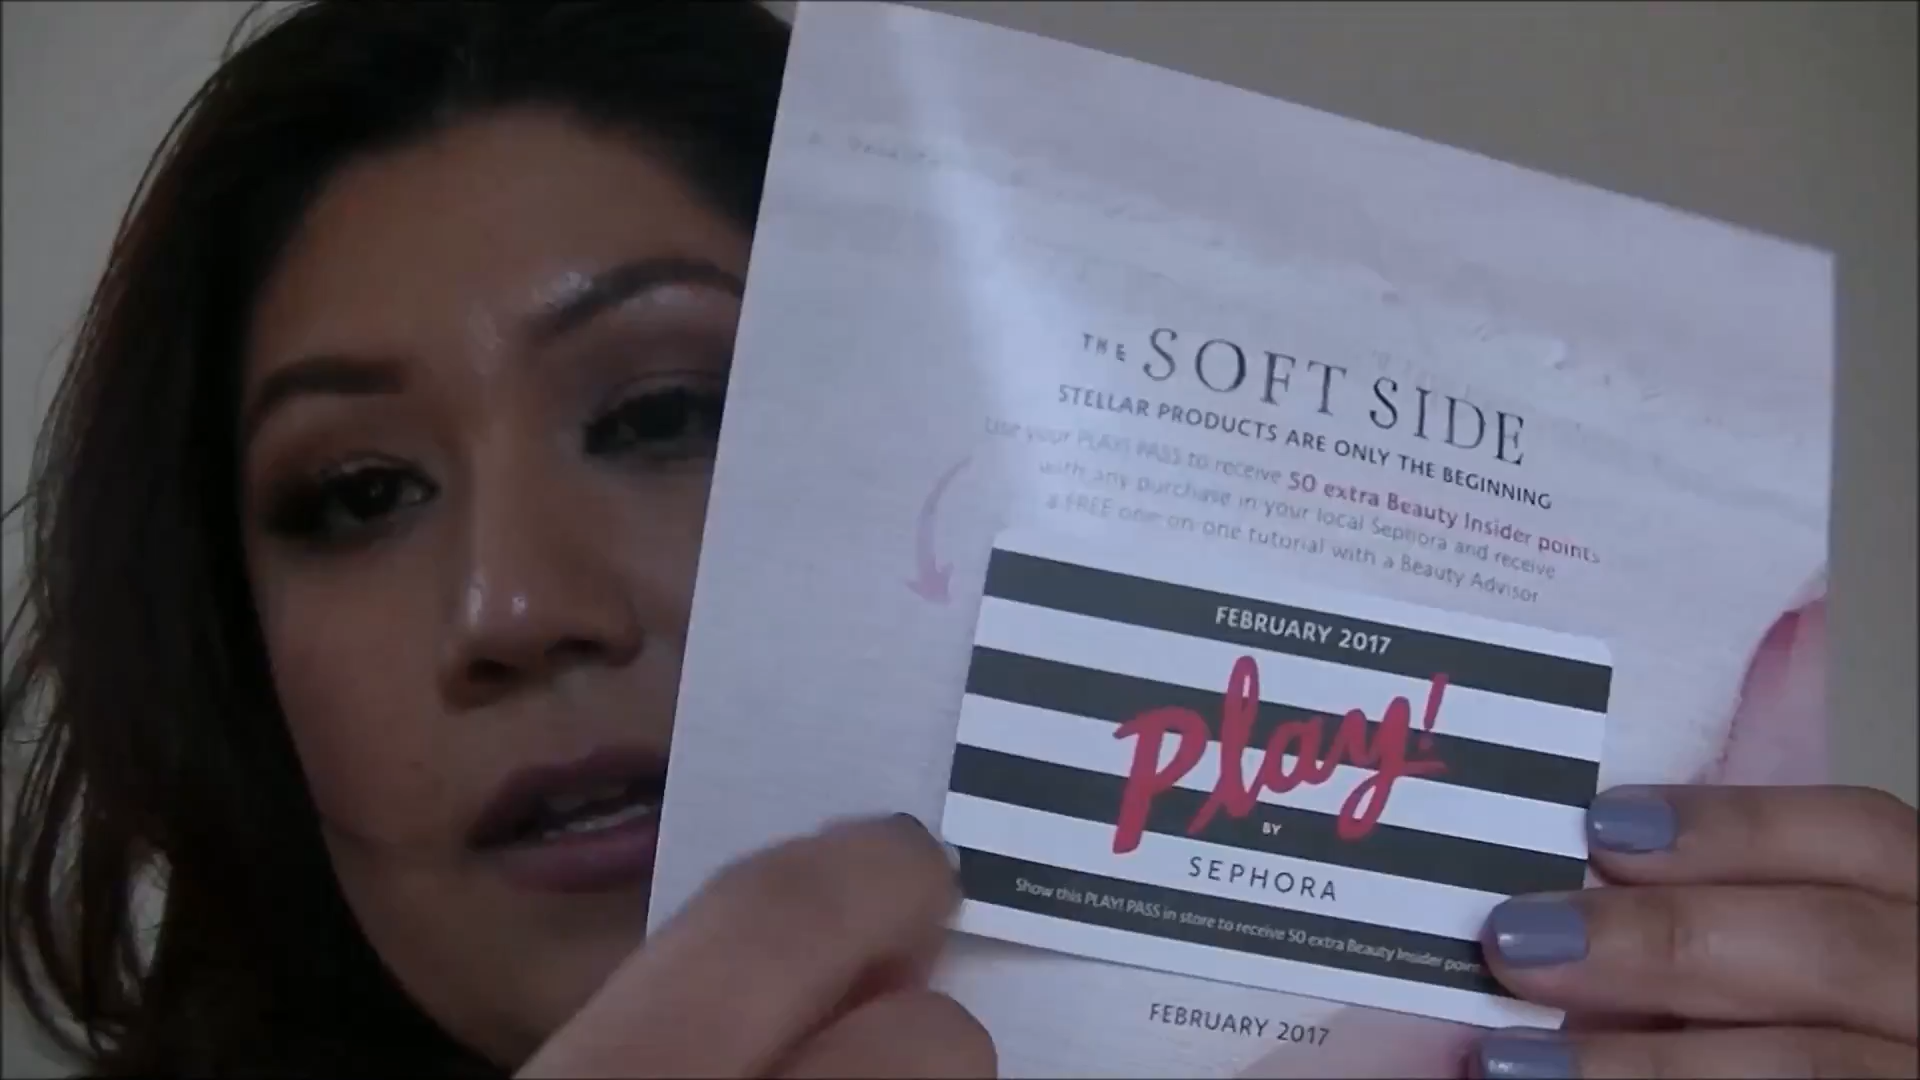 THE SOFT SIDE
STELLAR PRODUCTS ARE ONLY THE BEGINNING
Use your PLAY! PASS to receive 50 extra Beauty Insider points
with any purchase in your local Sephora and receive
a FREE one-on-one tutorial with a Beauty Advisor
FEBRUARY 2017
Play!
BY
SEPHORA
Show this PLAY! PASS in store to receive 50 extra Beauty Insider
FEBRUARY 2017